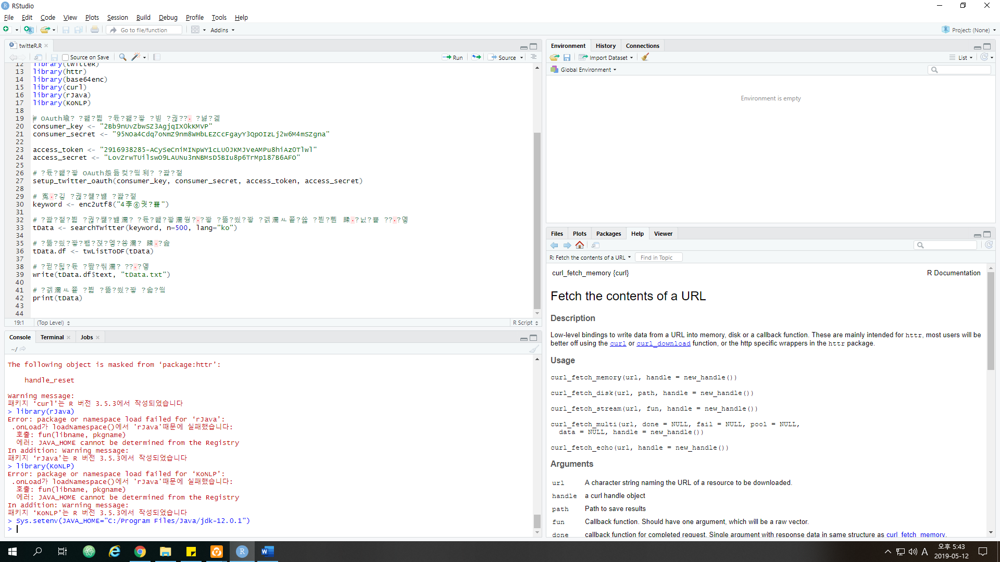 RStudio
File Edit Code View Plots Session Build Debug Profile Tools Help
Go to file/function
Addins
Project: (None)
twitteR.R
Source on Save
Run
Source
12 library(twitteR)
13 library(httr)
14 library(base64enc)
15 library(curl)
16 library(rJava)
17 library(KoNLP)
18
19 # OAuth
20 consumer_key <-
21 consumer_secret <-
22
23 access_token <-
24 access_secret <-
25
26 # OAuth
27 setup_twitter_oauth(consumer_key, consumer_secret, access_token, access_secret)
28
29 #
30 keyword <- enc2utf8("4
31
32 #
33 tData <- searchTwitter(keyword, n=500, lang="ko")
34
35 #
36 tData.df <- twListToDF(tData)
37
38 #
39 write(tData.df$text, "tData.txt")
40
41 #
42 print(tData)
43
44
19:1 (Top Level) R Script
Console Terminal Jobs
~/
The following object is masked from ‘package:httr’:
handle_reset
Warning message:
패키지 ‘curl’는 R 버전 3.5.3에서 작성되었습니다
> library(rJava)
Error: package or namespace load failed for ‘rJava’:
.onLoad가 loadNamespace()에서 'rJava'때문에 실패했습니다:
호출: fun(libname, pkgname)
에러: JAVA_HOME cannot be determined from the Registry
In addition: Warning message:
패키지 ‘rJava’는 R 버전 3.5.3에서 작성되었습니다
> library(KoNLP)
Error: package or namespace load failed for ‘KoNLP’:
.onLoad가 loadNamespace()에서 'rJava'때문에 실패했습니다:
호출: fun(libname, pkgname)
에러: JAVA_HOME cannot be determined from the Registry
In addition: Warning message:
패키지 ‘KoNLP’는 R 버전 3.5.3에서 작성되었습니다
> Sys.setenv(JAVA_HOME="C:/Program Files/Java/jdk-12.0.1")
>
Environment History Connections
Import Dataset
List
Global Environment
Environment is empty
Files Plots Packages Help Viewer
R: Fetch the contents of a URL
Find in Topic
curl_fetch_memory {curl}
R Documentation
Fetch the contents of a URL
Description
Low-level bindings to write data from a URL into memory, disk or a callback function. These are mainly intended for httr, most users will be
better off using the curl or curl_download function, or the http specific wrappers in the httr package.
Usage
curl_fetch_memory(url, handle = new_handle())
curl_fetch_disk(url, path, handle = new_handle())
curl_fetch_stream(url, fun, handle = new_handle())
curl_fetch_multi(url, done = NULL, fail = NULL, pool = NULL,
data = NULL, handle = new_handle())
curl_fetch_echo(url, handle = new_handle())
Arguments
url A character string naming the URL of a resource to be downloaded.
handle a curl handle object
path Path to save results
fun Callback function. Should have one argument, which will be a raw vector.
done callback function for completed request. Single argument with response data in same structure as curl_fetch_memory.
A
오후 5:43
2019-05-12